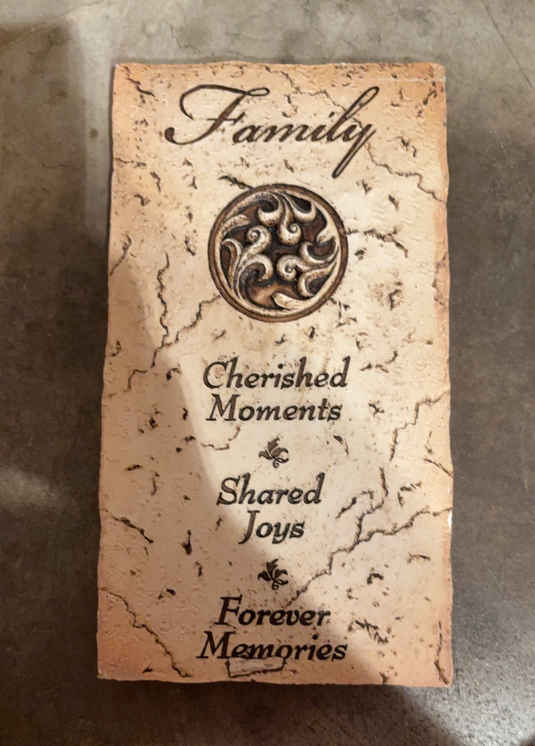 Family
Cherished
Moments
Shared
Joys
Forever
Memories